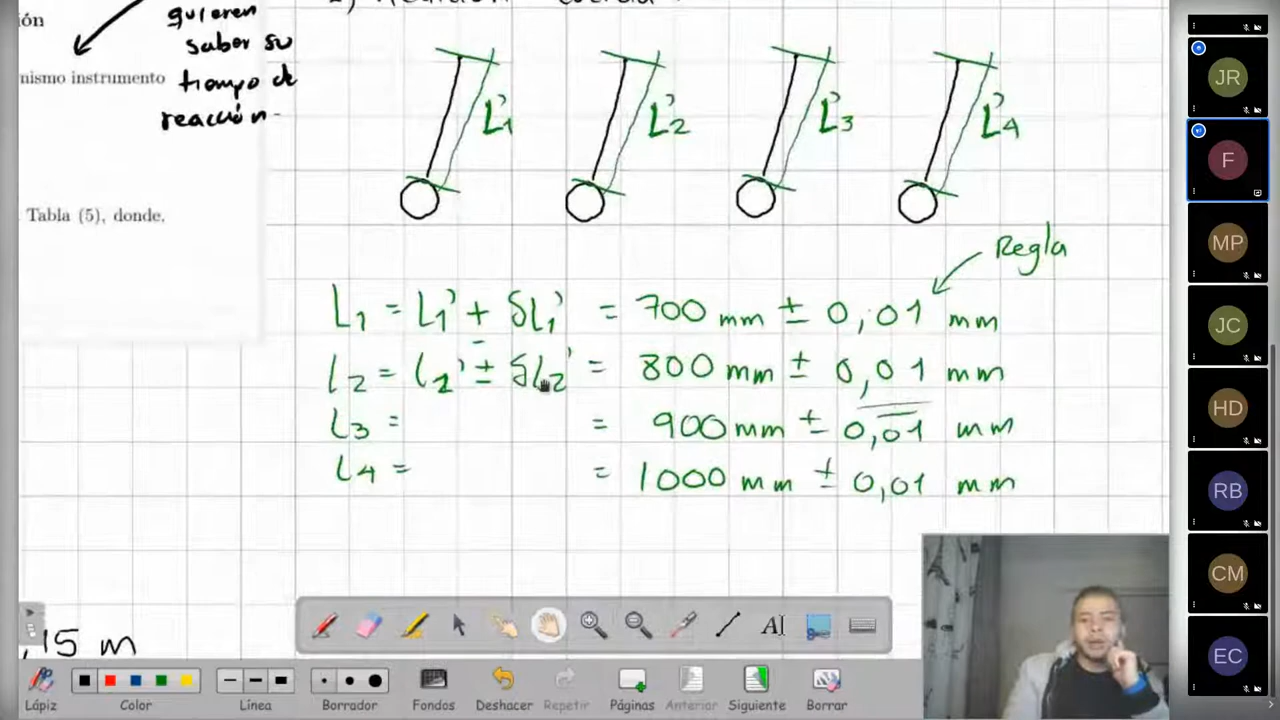 ión
quieren
saber su
tiempo de
reacción
nismo instrumento
Tabla (5), donde,
L'1
L'2
L'3
L'4
Regla
L1 = L1' ± δL1' = 700 mm ± 0,01 mm
L2 = L2' ± δL2' = 800 mm ± 0,01 mm
L3 = = 900 mm ± 0,01 mm
L4 = = 1000 mm ± 0,01 mm
,15 m
Lápiz
Color
Línea
Borrador
Fondos
Deshacer
Repetir
Páginas
Anterior
Siguiente
Borrar
JR
F
MP
JC
HD
RB
CM
EC